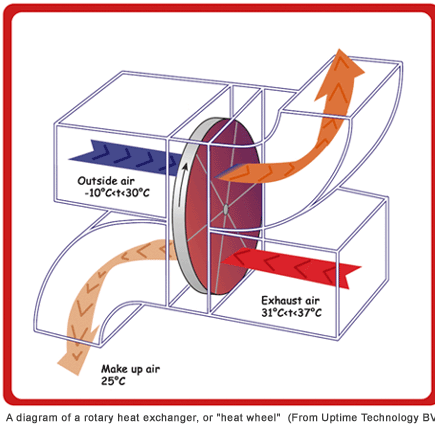 Outside air
-10°C<t<30°C
Exhaust air
31°C<t<37°C
Make up air
25°C
A diagram of a rotary heat exchanger, or "heat wheel" (From Uptime Technology BV